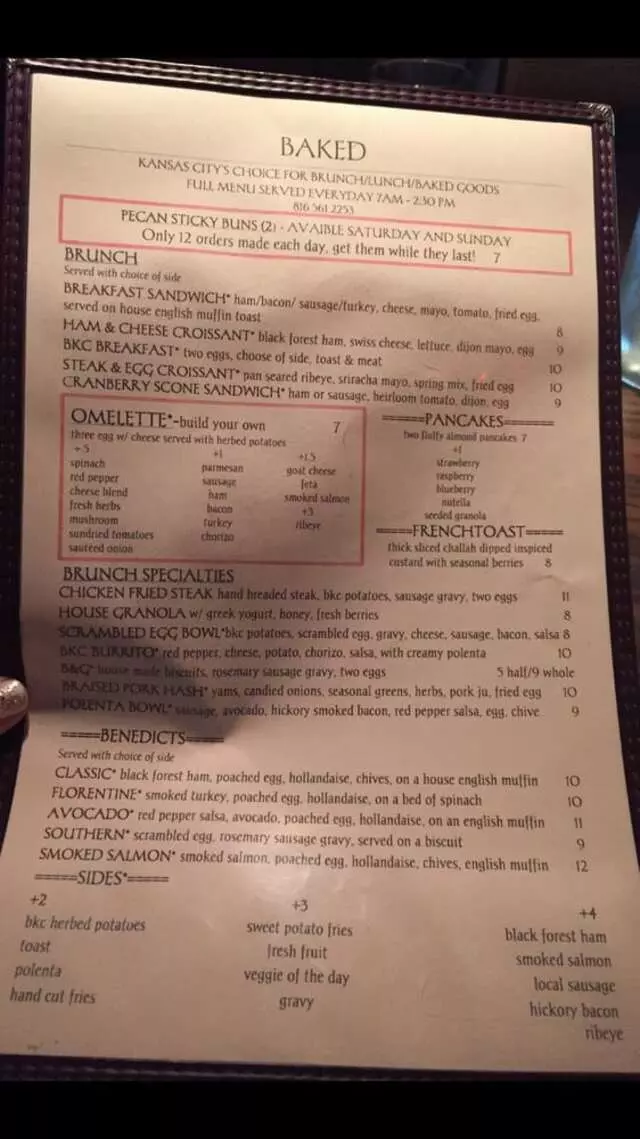 BAKED
KANSAS CITY'S CHOICE FOR BRUNCH/LUNCH/BAKED GOODS
FULL MENU SERVED EVERYDAY 7AM - 2:30 PM
816 561 2253
PECAN STICKY BUNS (2) - AVAIBLE SATURDAY AND SUNDAY
Only 12 orders made each day, get them while they last! 7
BRUNCH
Served with choice of side
BREAKFAST SANDWICH* ham/bacon/ sausage/turkey, cheese, mayo, tomato, fried egg,
served on house english muffin toast 8
HAM & CHEESE CROISSANT* black forest ham, swiss cheese, lettuce, dijon mayo, egg 9
BKC BREAKFAST* two eggs, choose of side, toast & meat 10
STEAK & EGG CROISSANT* pan seared ribeye, sriracha mayo, spring mix, fried egg 10
CRANBERRY SCONE SANDWICH* ham or sausage, heirloom tomato, dijon, egg 9
OMELETTE*-build your own 7
three egg w/ cheese served with herbed potatoes
+.5
spinach
red pepper
cheese blend
fresh herbs
mushroom
sundried tomatoes
sauteed onion
+1
parmesan
sausage
ham
bacon
turkey
chorizo
+1.5
goat cheese
feta
smoked salmon
+3
ribeye
======PANCAKES======
two fluffy almond pancakes 7
+1
strawberry
raspberry
blueberry
nutella
seeded granola
=====FRENCHTOAST=====
thick sliced challah dipped inspiced
custard with seasonal berries 8
BRUNCH SPECIALTIES
CHICKEN FRIED STEAK hand breaded steak, bkc potatoes, sausage gravy, two eggs 11
HOUSE GRANOLA w/ greek yogurt, honey, fresh berries 8
SCRAMBLED EGG BOWL*bkc potatoes, scrambled egg, gravy, cheese, sausage, bacon, salsa 8
BKC BURRITO* red pepper, cheese, potato, chorizo, salsa, with creamy polenta 10
B&G* house made biscuits, rosemary sausage gravy, two eggs 5 half/9 whole
BRAISED PORK HASH* yams, candied onions, seasonal greens, herbs, pork ju, fried egg 10
POLENTA BOWL* sausage, avocado, hickory smoked bacon, red pepper salsa, egg, chive 9
=====BENEDICTS=====
Served with choice of side
CLASSIC* black forest ham, poached egg, hollandaise, chives, on a house english muffin 10
FLORENTINE* smoked turkey, poached egg, hollandaise, on a bed of spinach 10
AVOCADO* red pepper salsa, avocado, poached egg, hollandaise, on an english muffin 11
SOUTHERN* scrambled egg, rosemary sausage gravy, served on a biscuit 9
SMOKED SALMON* smoked salmon, poached egg, hollandaise, chives, english muffin 12
=====SIDES*=====
+2
bkc herbed potatoes
toast
polenta
hand cut fries
+3
sweet potato fries
fresh fruit
veggie of the day
gravy
+4
black forest ham
smoked salmon
local sausage
hickory bacon
ribeye